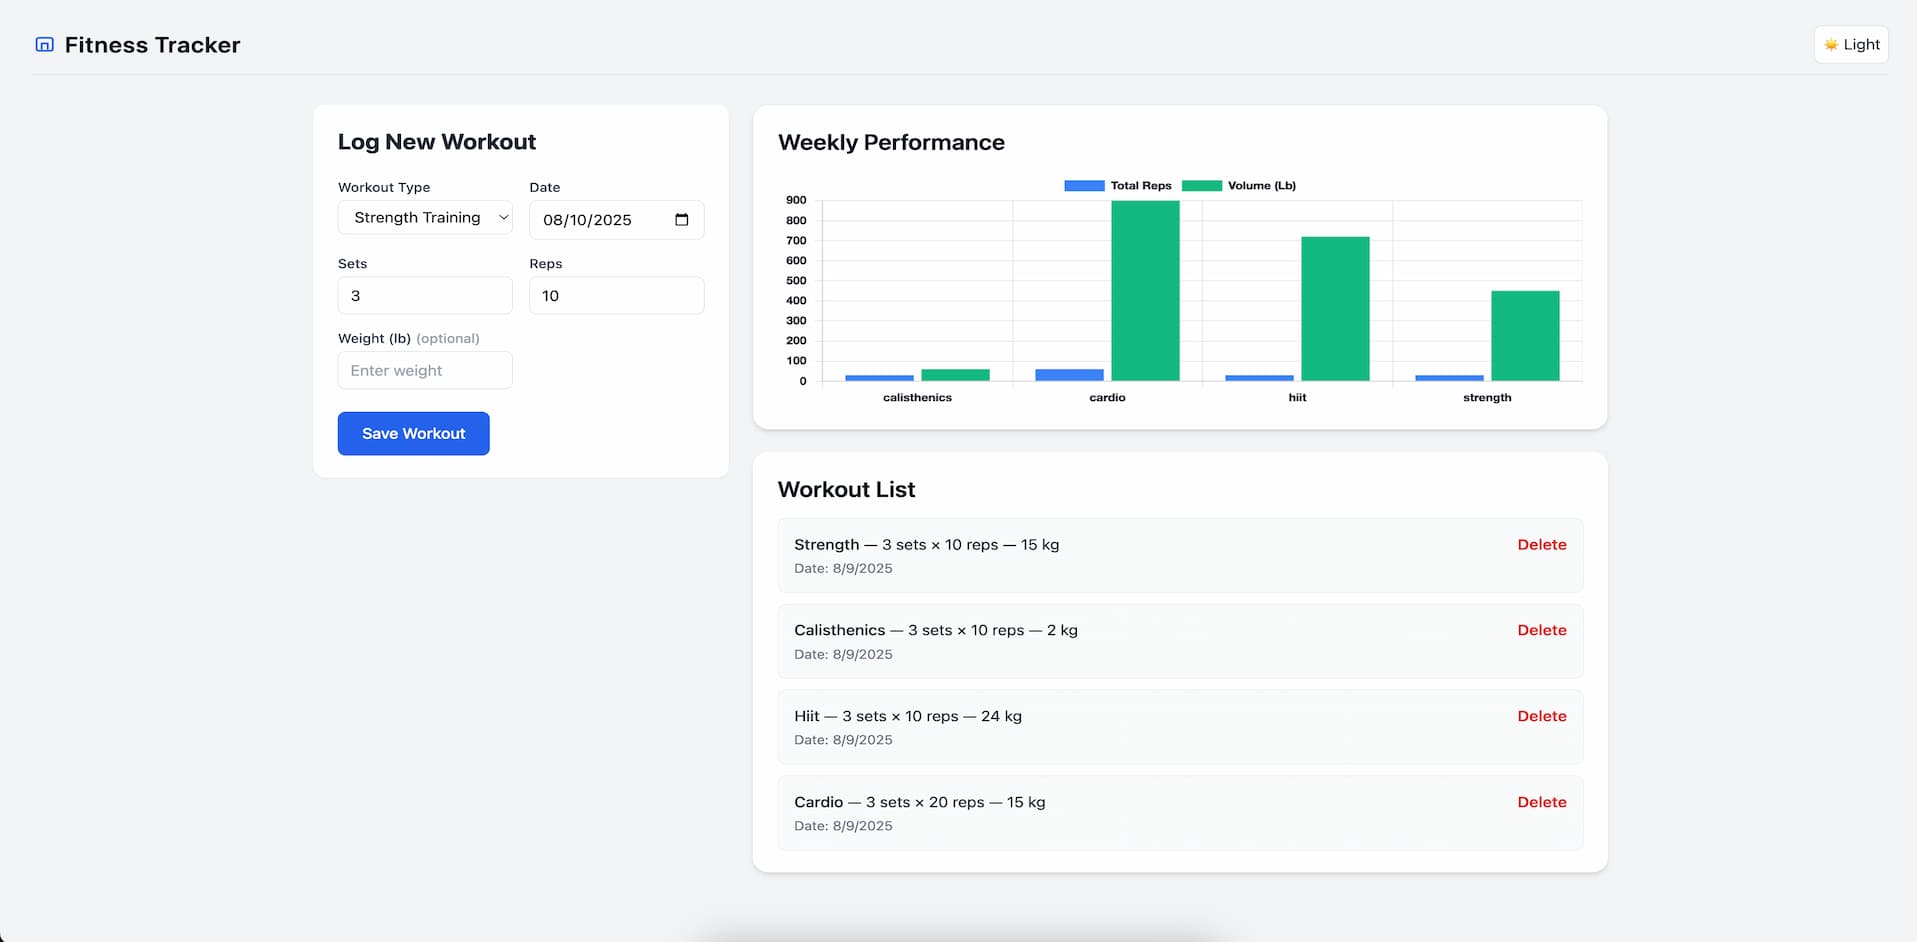 Fitness Tracker
☀️ Light
Log New Workout
Workout Type
Date
Strength Training
08/10/2025
Sets
Reps
3
10
Weight (lb) (optional)
Enter weight
Save Workout
Weekly Performance
Total Reps
Volume (Lb)
900
800
700
600
500
400
300
200
100
0
calisthenics
cardio
hiit
strength
Workout List
Strength — 3 sets × 10 reps — 15 kg
Delete
Date: 8/9/2025
Calisthenics — 3 sets × 10 reps — 2 kg
Delete
Date: 8/9/2025
Hiit — 3 sets × 10 reps — 24 kg
Delete
Date: 8/9/2025
Cardio — 3 sets × 20 reps — 15 kg
Delete
Date: 8/9/2025